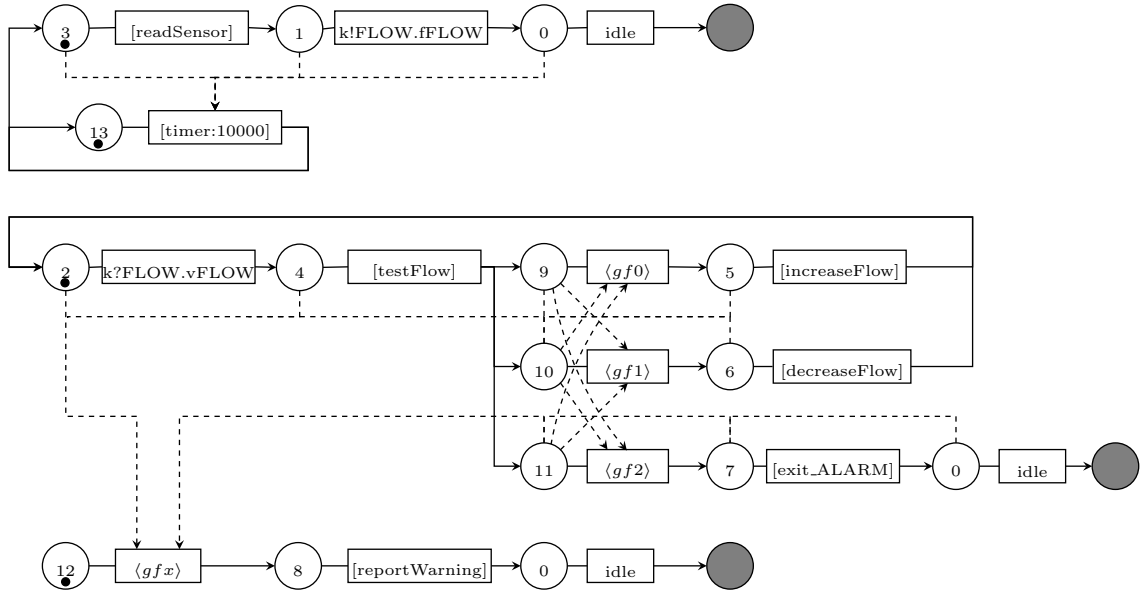 3 [readSensor] 1 k!FLOW.fFLOW 0 idle
13 [timer:10000]
2 k?FLOW.vFLOW 4 [testFlow] 9 ⟨gf0⟩ 5 [increaseFlow]
10 ⟨gf1⟩ 6 [decreaseFlow]
11 ⟨gf2⟩ 7 [exit_ALARM] 0 idle
12 ⟨gfx⟩ 8 [reportWarning] 0 idle